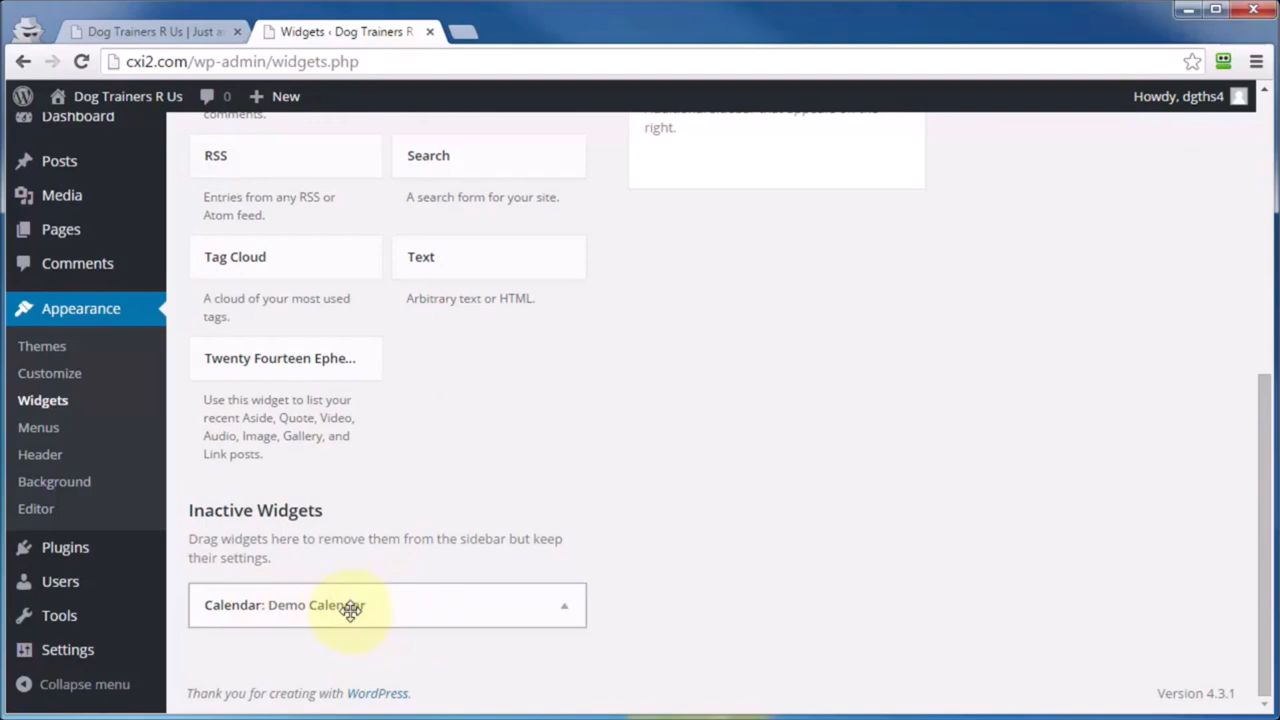 Dog Trainers R Us | Just a
Widgets ‹ Dog Trainers R
cxi2.com/wp-admin/widgets.php
Dog Trainers R Us
0
New
Howdy, dgths4
Dashboard
Posts
Media
Pages
Comments
Appearance
Themes
Customize
Widgets
Menus
Header
Background
Editor
Plugins
Users
Tools
Settings
Collapse menu
comments.
RSS
Entries from any RSS or
Atom feed.
Search
A search form for your site.
Tag Cloud
A cloud of your most used
tags.
Text
Arbitrary text or HTML.
Twenty Fourteen Ephe...
Use this widget to list your
recent Aside, Quote, Video,
Audio, Image, Gallery, and
Link posts.
Additional sidebar that appears on the
right.
Inactive Widgets
Drag widgets here to remove them from the sidebar but keep
their settings.
Calendar: Demo Calendar
Thank you for creating with WordPress.
Version 4.3.1